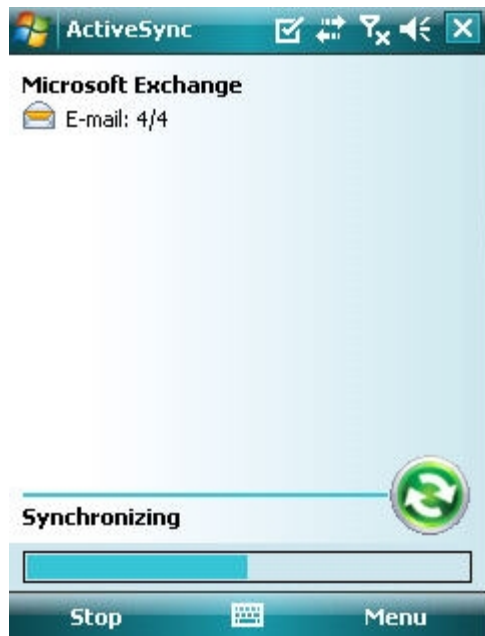 ActiveSync
Microsoft Exchange
E-mail: 4/4
Synchronizing
Stop Menu